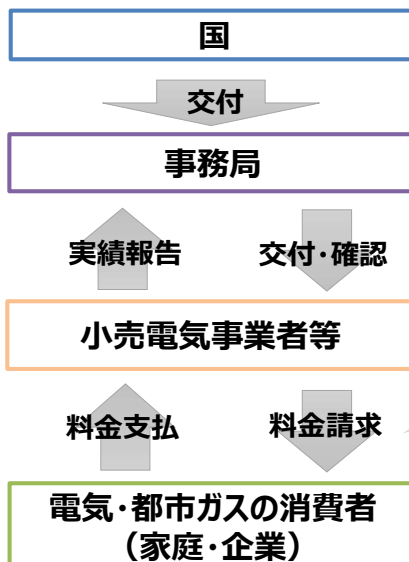 国
交付
事務局
実績報告 交付・確認
小売電気事業者等
料金支払 料金請求
電気・都市ガスの消費者
（家庭・企業）